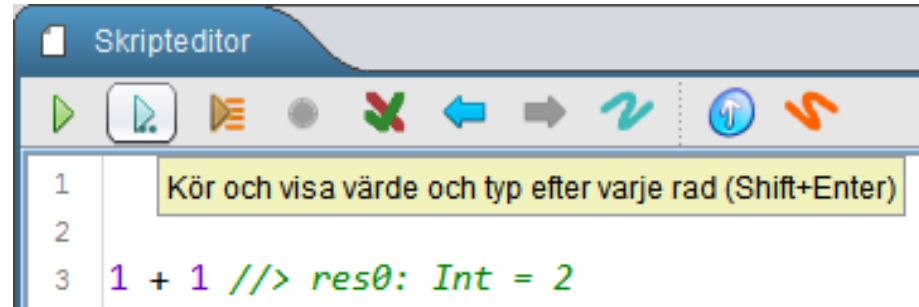 Skripteditor
1
Kör och visa värde och typ efter varje rad (Shift+Enter)
2
3 1 + 1 //> res0: Int = 2